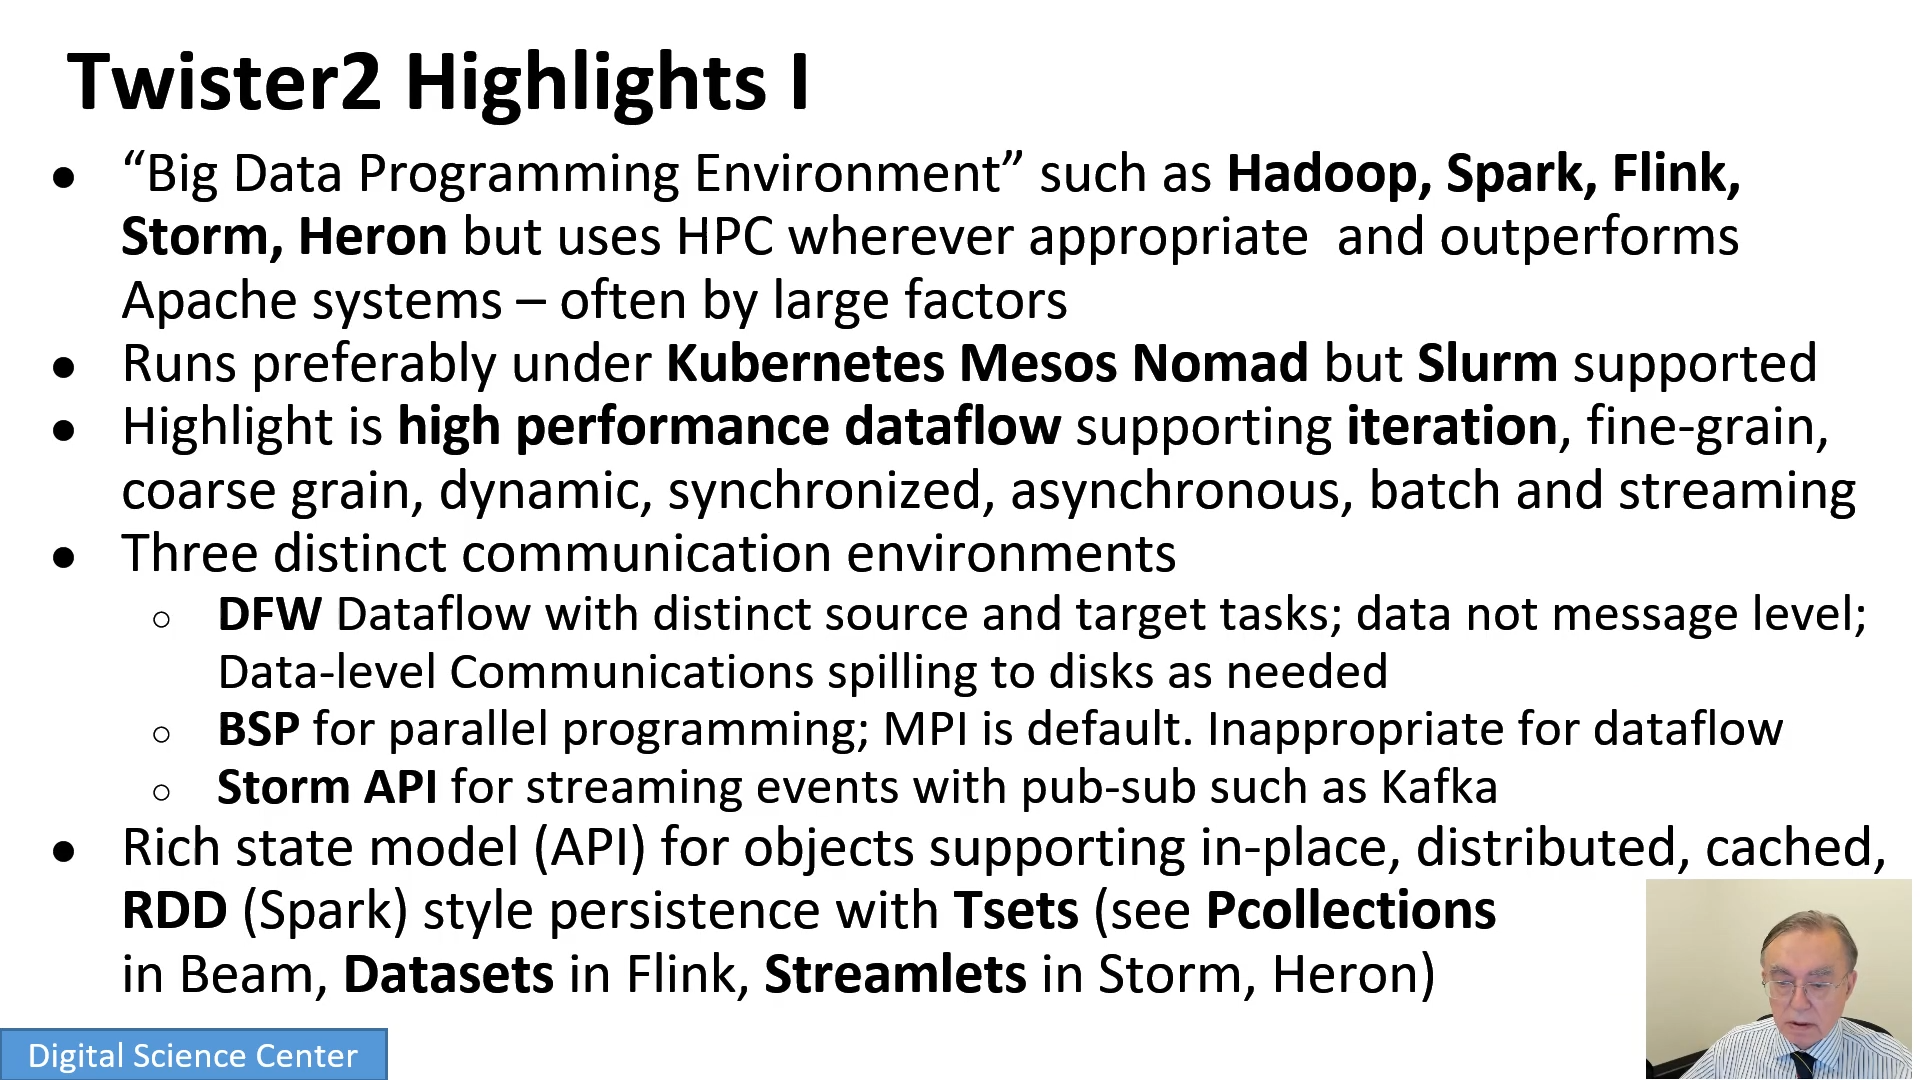 Twister2 Highlights I
● “Big Data Programming Environment” such as Hadoop, Spark, Flink,
Storm, Heron but uses HPC wherever appropriate  and outperforms
Apache systems – often by large factors
● Runs preferably under Kubernetes Mesos Nomad but Slurm supported
● Highlight is high performance dataflow supporting iteration, fine-grain,
coarse grain, dynamic, synchronized, asynchronous, batch and streaming
● Three distinct communication environments
○ DFW Dataflow with distinct source and target tasks; data not message level;
Data-level Communications spilling to disks as needed
○ BSP for parallel programming; MPI is default. Inappropriate for dataflow
○ Storm API for streaming events with pub-sub such as Kafka
● Rich state model (API) for objects supporting in-place, distributed, cached,
RDD (Spark) style persistence with Tsets (see Pcollections
in Beam, Datasets in Flink, Streamlets in Storm, Heron)
Digital Science Center